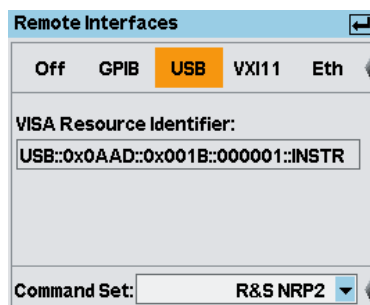 Remote Interfaces
Off GPIB USB VXI11 Eth
VISA Resource Identifier:
USB::0x0AAD::0x001B::000001::INSTR
Command Set: R&S NRP2